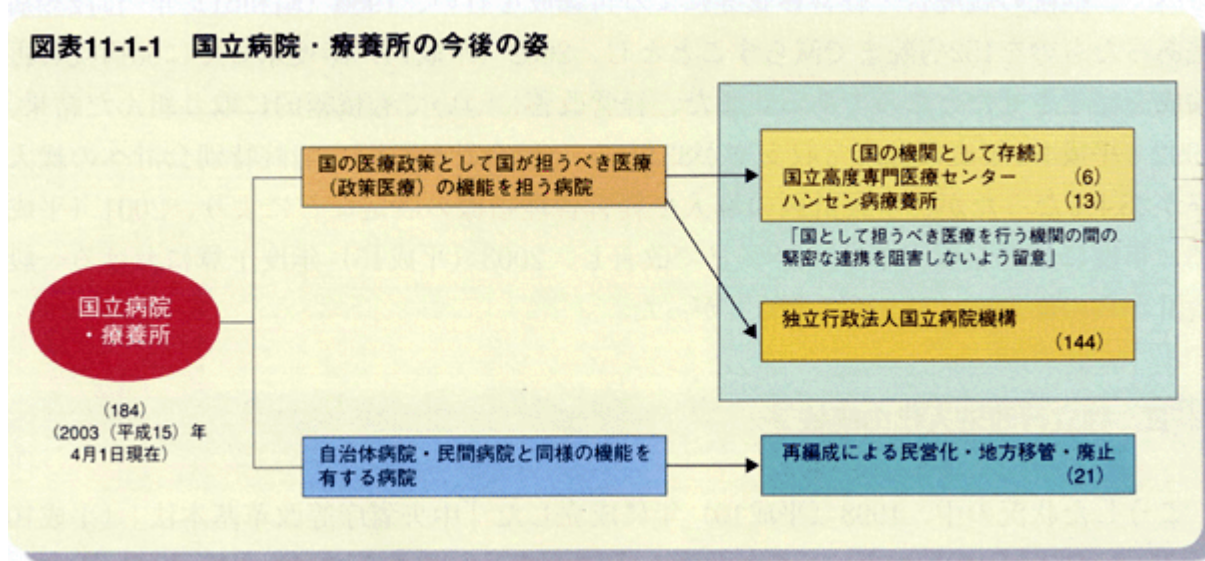 図表11-1-1　国立病院・療養所の今後の姿
国の医療政策として国が担うべき医療
（政策医療）の機能を担う病院
〔国の機関として存続〕
国立高度専門医療センター　（6）
ハンセン病療養所　（13）
「国として担うべき医療を行う機関の間の
緊密な連携を阻害しないよう留意」
国立病院
・療養所
独立行政法人国立病院機構
（144）
（184）
（2003（平成15）年
4月1日現在）
自治体病院・民間病院と同様の機能を
有する病院
再編成による民営化・地方移管・廃止
（21）